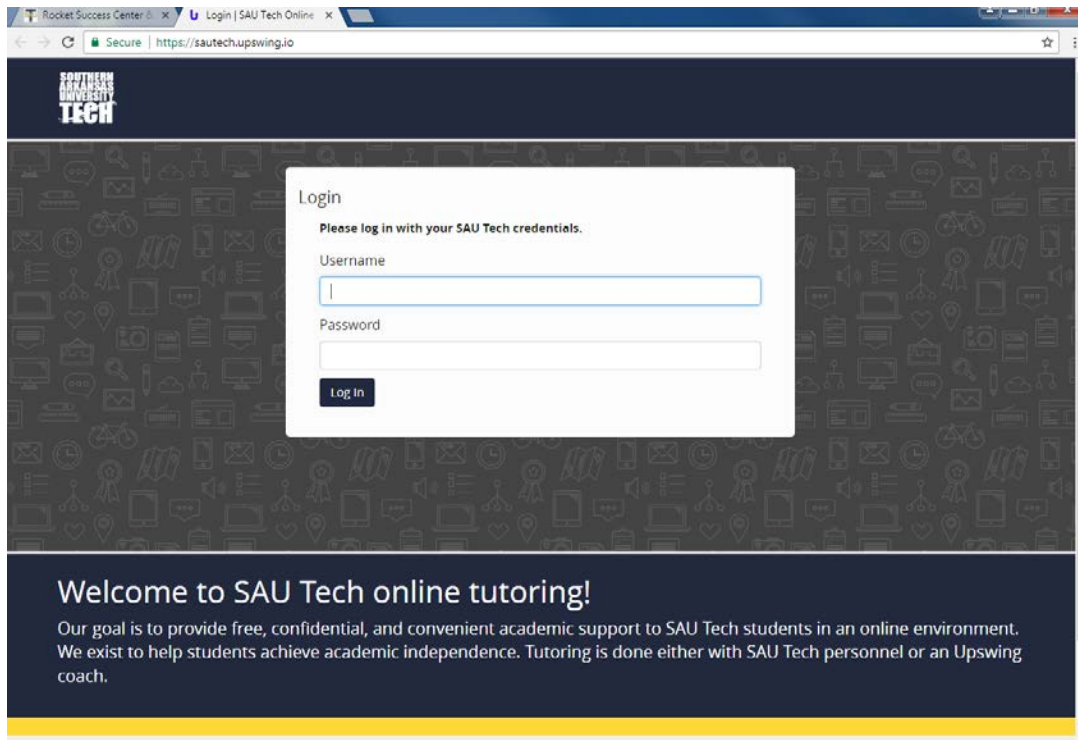 Rocket Success Center &
Login | SAU Tech Online
Secure | https://sautech.upswing.io
SOUTHERN
ARKANSAS
UNIVERSITY
TECH
Login
Please log in with your SAU Tech credentials.
Username
Password
Log In
Welcome to SAU Tech online tutoring!
Our goal is to provide free, confidential, and convenient academic support to SAU Tech students in an online environment.
We exist to help students achieve academic independence. Tutoring is done either with SAU Tech personnel or an Upswing
coach.